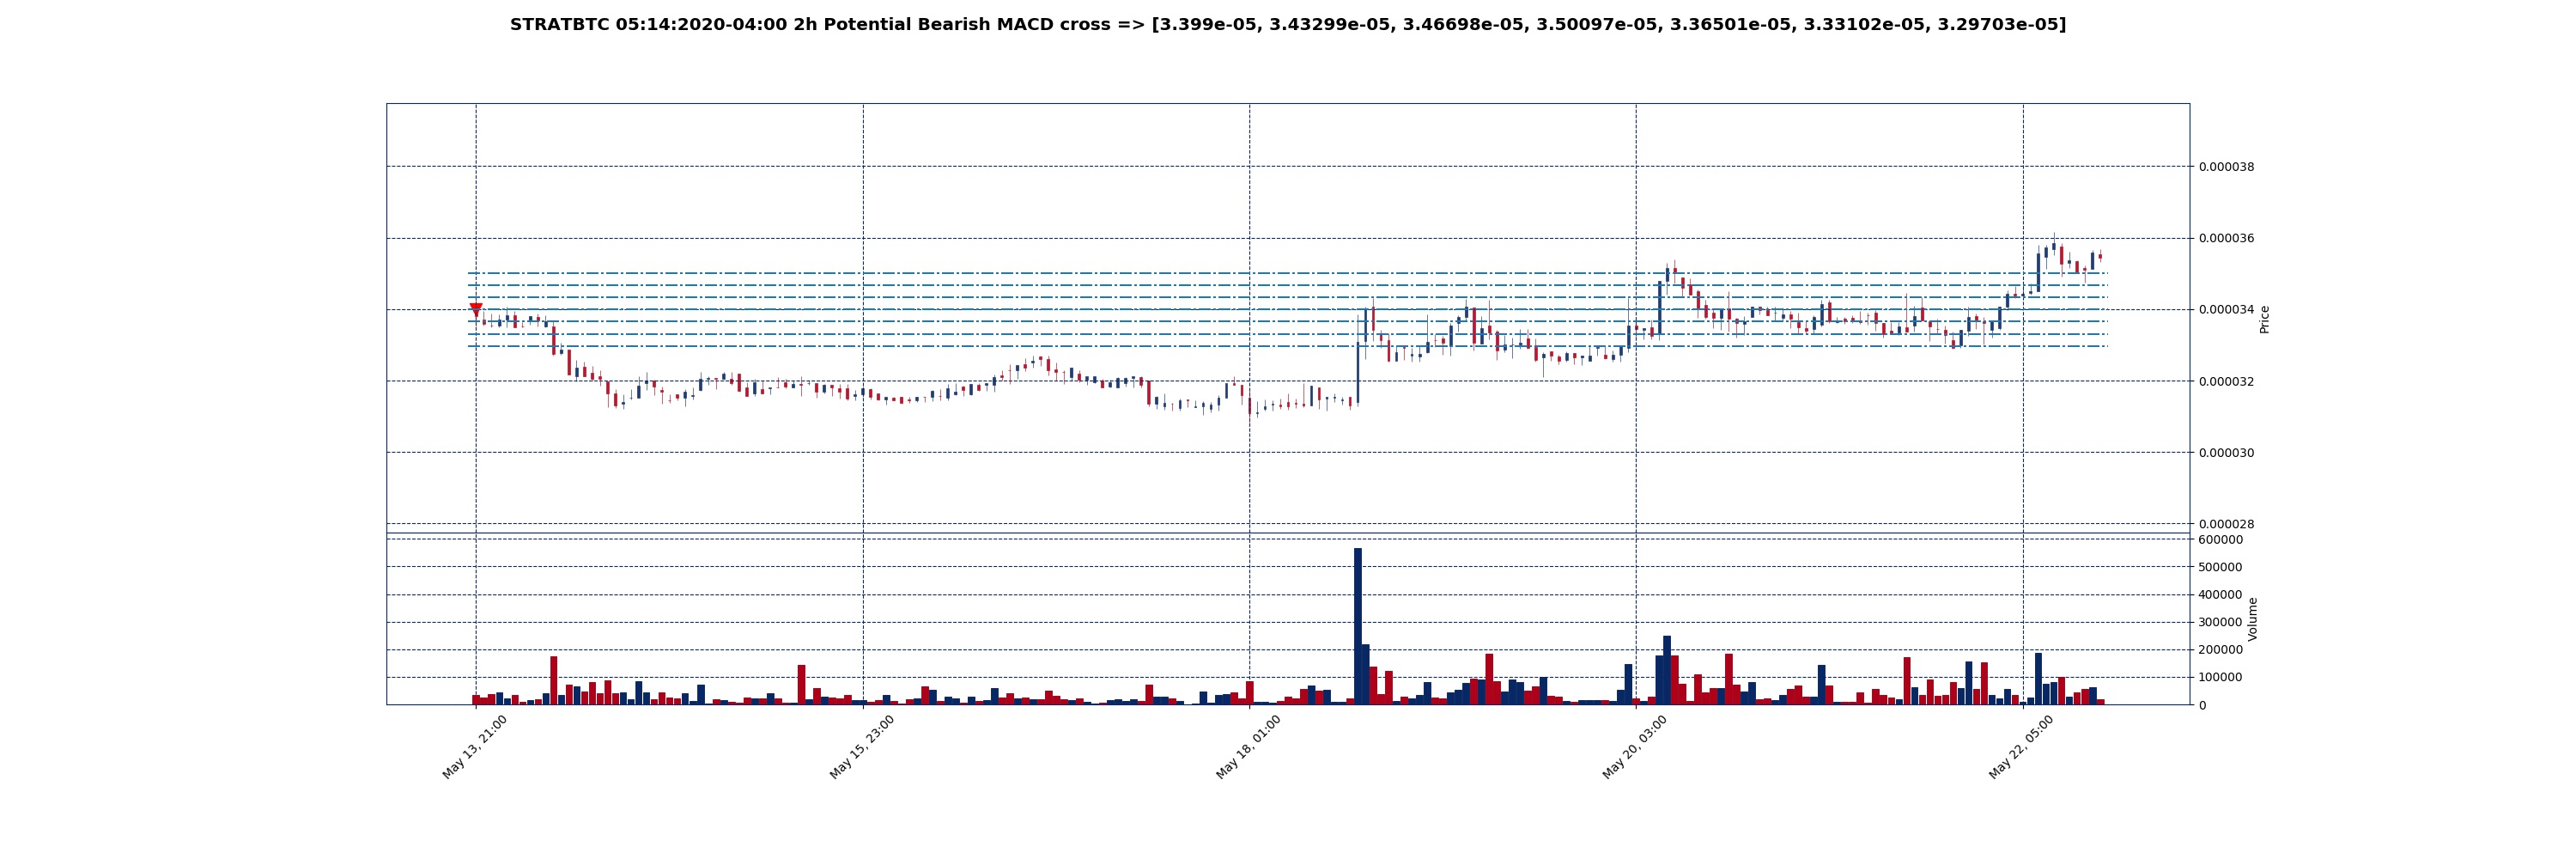 STRATBTC 05:14:2020-04:00 2h Potential Bearish MACD cross => [3.399e-05, 3.43299e-05, 3.46698e-05, 3.50097e-05, 3.36501e-05, 3.33102e-05, 3.29703e-05]
0.000038
0.000036
0.000034
0.000032
0.000030
0.000028
Price
600000
500000
400000
300000
200000
100000
0
Volume
May 13, 21:00
May 15, 23:00
May 18, 01:00
May 20, 03:00
May 22, 05:00